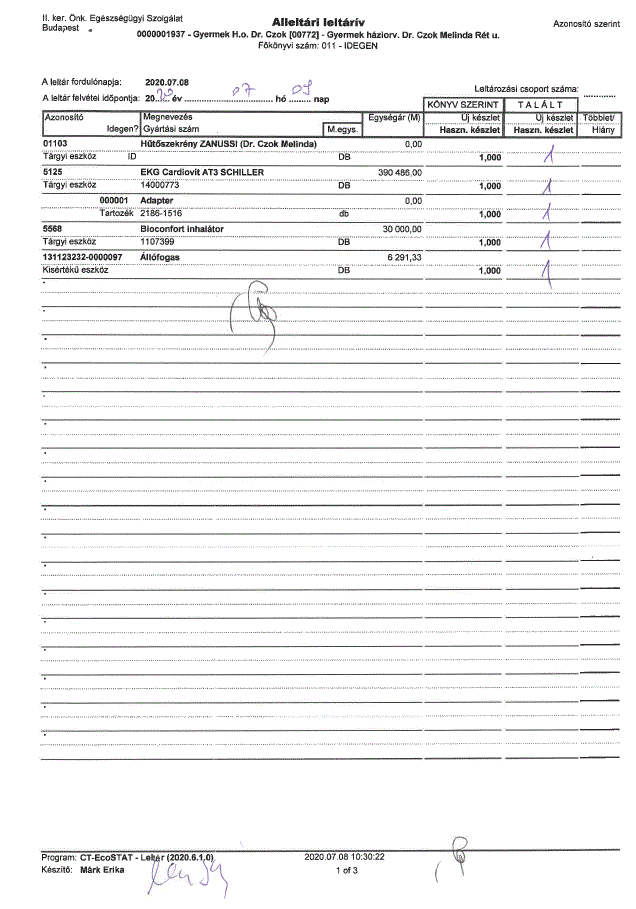 II. ker. Önk. Egészségügyi Szolgálat
Budapest
Alleltári leltárív
Azonosító szerint
0000001937 - Gyermek H.o. Dr. Czok [00772] - Gyermek háziorv. Dr. Czok Melinda Rét u.
Főkönyvi szám: 011 - IDEGEN
A leltár fordulónapja: 2020.07.08
Leltározási csoport száma: ............
A leltár felvétel időpontja: 2020 év 07 hó 09 nap
KÖNYV SZERINT TALÁLT
Azonosító Megnevezés Egységár (M) Új készlet Új készlet Többlet/
Idegen? Gyártási szám M.egys. Haszn. készlet Haszn. készlet Hiány
01103 Hűtőszekrény ZANUSSI (Dr. Czok Melinda) 0,00
Tárgyi eszköz ID DB 1,000 1
5125 EKG Cardiovit AT3 SCHILLER 390 486,00
Tárgyi eszköz 14000773 DB 1,000 1
000001 Adapter 0,00
Tartozék 2186-1516 db 1,000 1
5568 Bioconfort inhalátor 30 000,00
Tárgyi eszköz 1107399 DB 1,000 1
131123232-0000097 Állófogas 6 291,33
Kisértékű eszköz DB 1,000 1
Program: CT-EcoSTAT - Leltár (2020.6.1.0) 2020.07.08 10:30:22
Készítő: Márk Erika 1 of 3